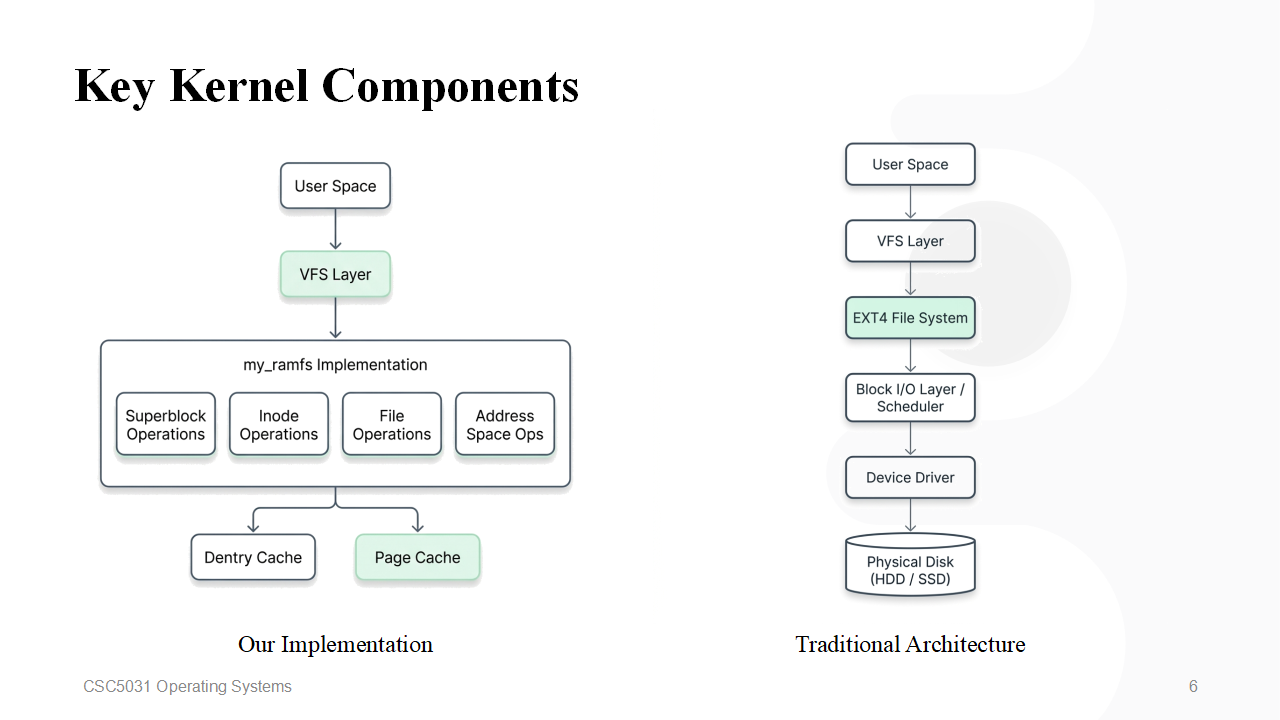 Key Kernel Components
User Space
VFS Layer
my_ramfs Implementation
Superblock
Operations
Inode
Operations
File
Operations
Address
Space Ops
Dentry Cache
Page Cache
Our Implementation
User Space
VFS Layer
EXT4 File System
Block I/O Layer /
Scheduler
Device Driver
Physical Disk
(HDD / SSD)
Traditional Architecture
CSC5031 Operating Systems
6